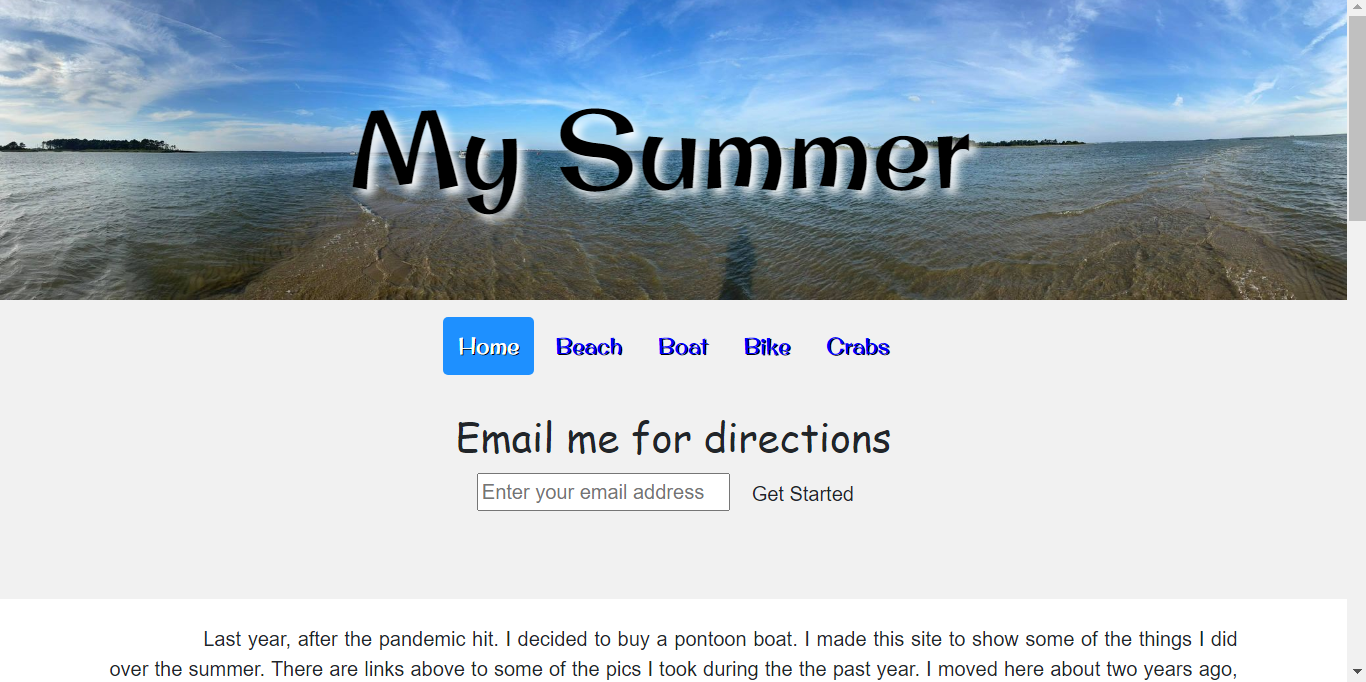 My Summer
Home Beach Boat Bike Crabs
Email me for directions
Enter your email address Get Started
Last year, after the pandemic hit. I decided to buy a pontoon boat. I made this site to show some of the things I did
over the summer. There are links above to some of the pics I took during the the past year. I moved here about two years ago,